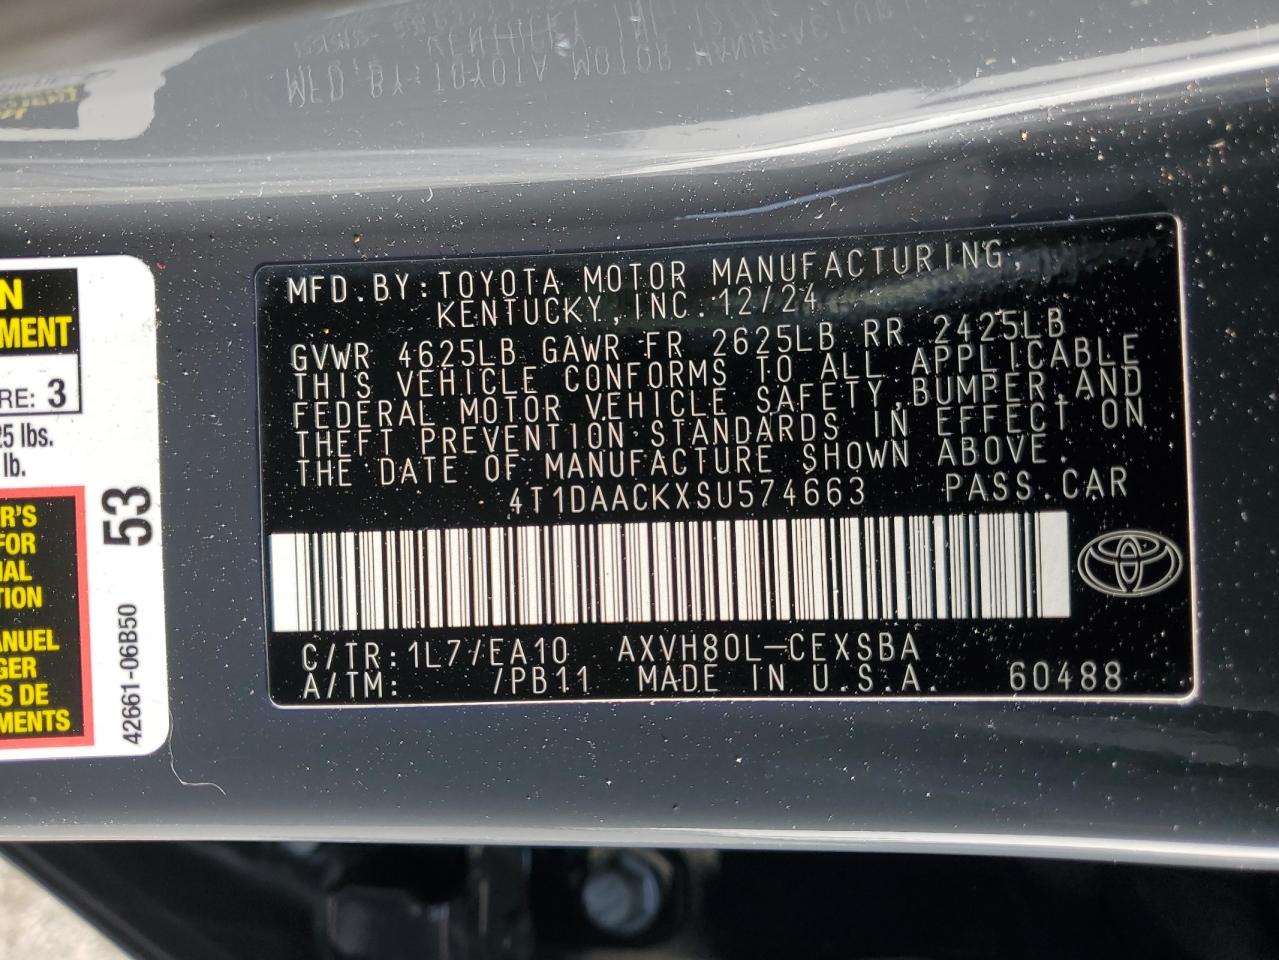 MFD.BY:TOYOTA MOTOR MANUFACTURING,
KENTUCKY,INC. 12/24
GVWR 4625LB GAWR FR 2625LB RR 2425LB
THIS VEHICLE CONFORMS TO ALL APPLICABLE
FEDERAL MOTOR VEHICLE SAFETY,BUMPER,AND
THEFT PREVENTION STANDARDS IN EFFECT ON
THE DATE OF MANUFACTURE SHOWN ABOVE.
4T1DAACKXSU574663 PASS.CAR
C/TR:1L7/EA10 AXVH80L-CEXSBA
A/TM: /PB11 MADE IN U.S.A. 60488
N
MENT
RE: 3
25 lbs.
lb.
R'S
FOR
IAL
TION
ANUEL
GER
S DE
MENTS
53
42661-06B50